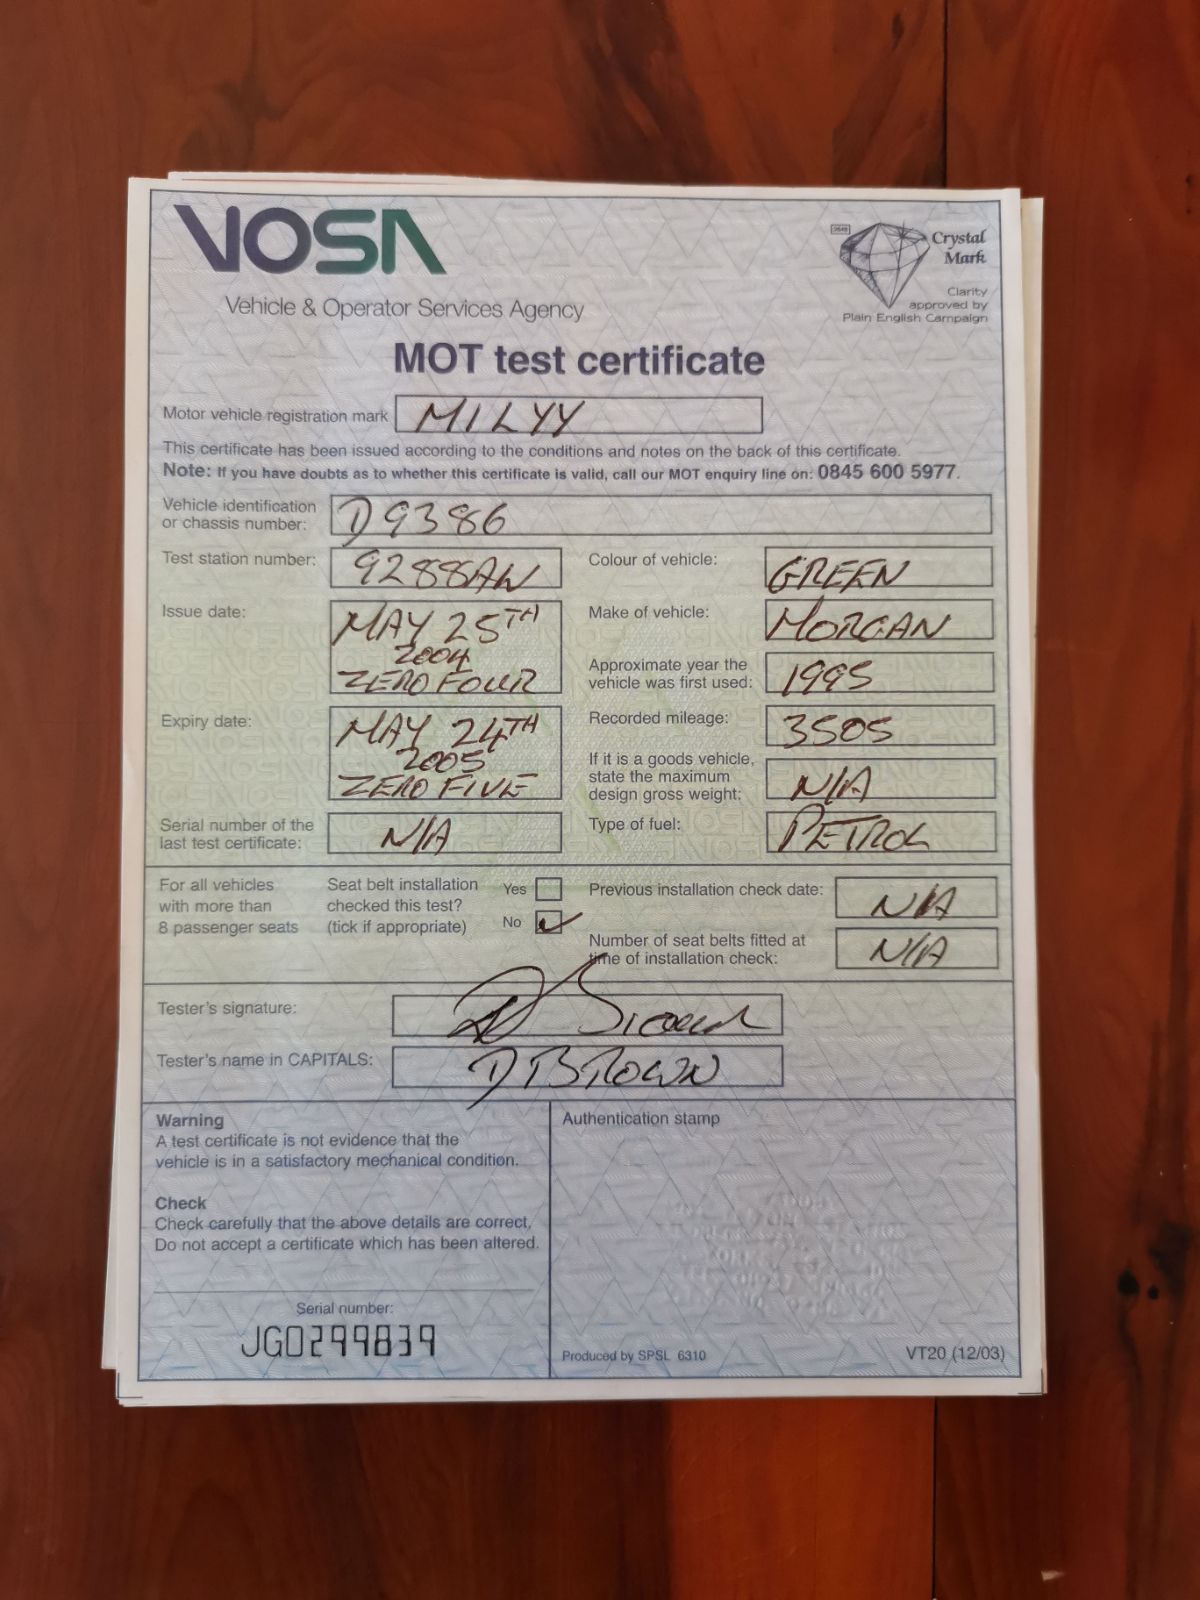 VOSA
Vehicle & Operator Services Agency
Crystal
Mark
Clarity
approved by
Plain English Campaign
MOT test certificate
Motor vehicle registration mark M1LYY
This certificate has been issued according to the conditions and notes on the back of this certificate.
Note: If you have doubts as to whether this certificate is valid, call our MOT enquiry line on: 0845 600 5977.
Vehicle identification
or chassis number: D9386
Test station number: 9288AW
Colour of vehicle: GREEN
Issue date: MAY 25TH
2004
ZERO FOUR
Make of vehicle: MORGAN
Approximate year the
vehicle was first used: 1995
Expiry date: MAY 24TH
2005
ZERO FIVE
Recorded mileage: 3505
If it is a goods vehicle,
state the maximum
design gross weight: N/A
Serial number of the
last test certificate: N/A
Type of fuel: PETROL
For all vehicles
with more than
8 passenger seats
Seat belt installation
checked this test?
(tick if appropriate)
Yes
No
Previous installation check date: N/A
Number of seat belts fitted at
time of installation check: N/A
Tester's signature:
Tester's name in CAPITALS: D BROWN
Warning
A test certificate is not evidence that the
vehicle is in a satisfactory mechanical condition.
Check
Check carefully that the above details are correct.
Do not accept a certificate which has been altered.
Serial number:
JG0299839
Authentication stamp
Produced by SPSL 6310
VT20 (12/03)